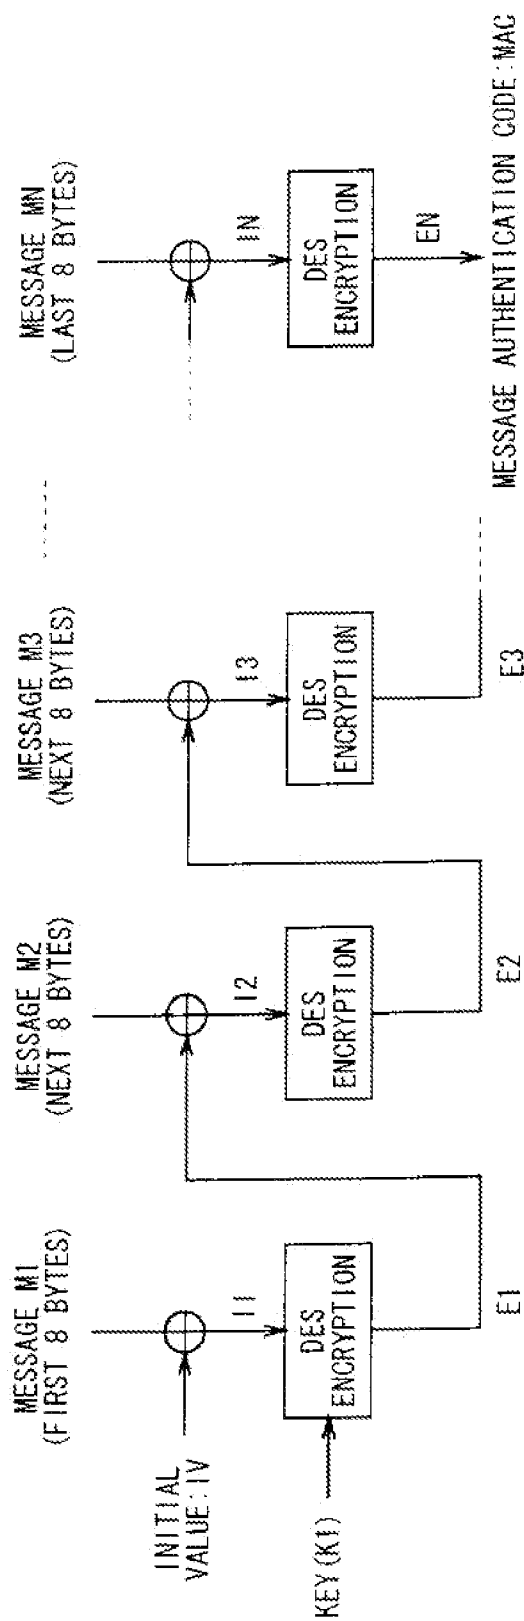 MESSAGE M1
(FIRST 8 BYTES)
MESSAGE M2
(NEXT 8 BYTES)
MESSAGE M3
(NEXT 8 BYTES)
MESSAGE MN
(LAST 8 BYTES)
INITIAL
VALUE:IV
I1
I2
I3
IN
KEY(K1)
DES
ENCRYPTION
DES
ENCRYPTION
DES
ENCRYPTION
DES
ENCRYPTION
E1
E2
E3
EN
MESSAGE AUTHENTICATION CODE:MAC